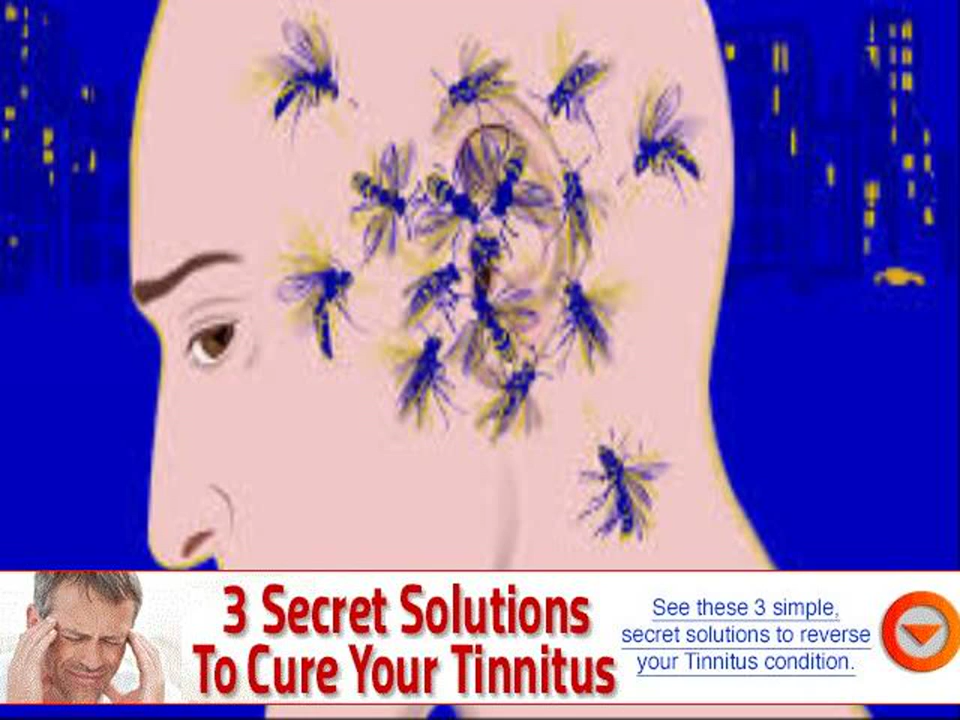 3 Secret Solutions
To Cure Your Tinnitus
See these 3 simple,
secret solutions to reverse
your Tinnitus condition.